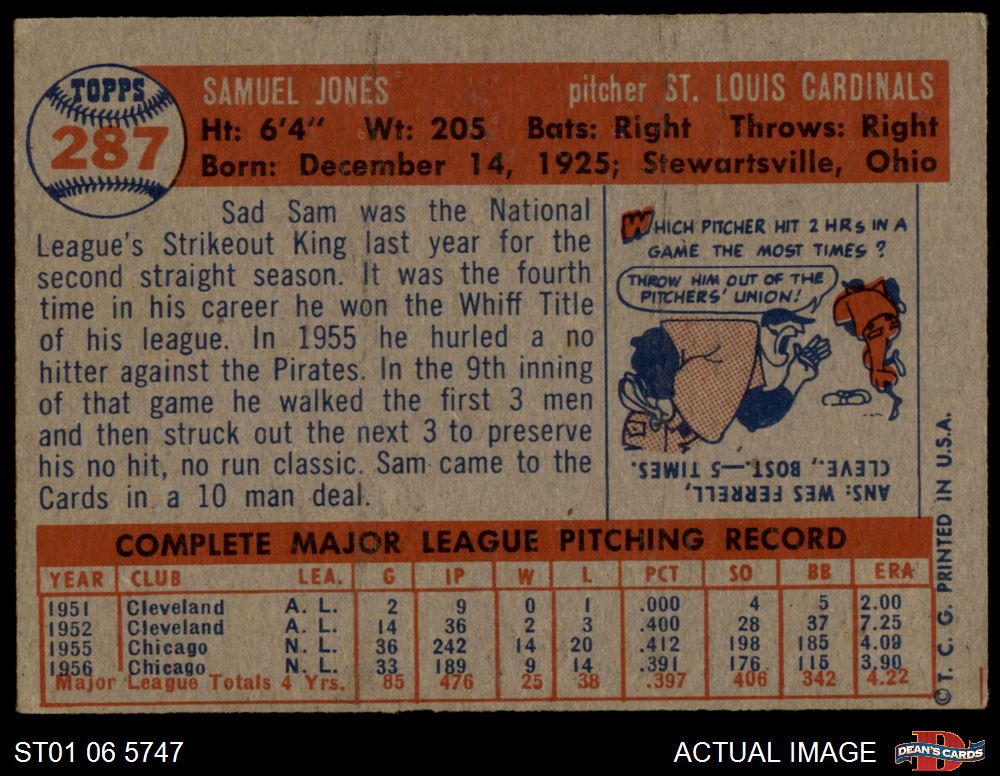 TOPPS
287
SAMUEL JONES pitcher ST. LOUIS CARDINALS
Ht: 6'4" Wt: 205 Bats: Right Throws: Right
Born: December 14, 1925; Stewartsville, Ohio
Sad Sam was the National
League's Strikeout King last year for the
second straight season. It was the fourth
time in his career he won the Whiff Title
of his league. In 1955 he hurled a no
hitter against the Pirates. In the 9th inning
of that game he walked the first 3 men
and then struck out the next 3 to preserve
his no hit, no run classic. Sam came to the
Cards in a 10 man deal.
WHICH PITCHER HIT 2 HRS IN A
GAME THE MOST TIMES?
THROW HIM OUT OF THE
PITCHERS' UNION!
ANS: WES FERRELL,
CLEVE., BOST.—5 TIMES.
COMPLETE MAJOR LEAGUE PITCHING RECORD
YEAR CLUB LEA. G IP W L PCT SO BB ERA
1951 Cleveland A. L. 2 9 0 1 .000 4 5 2.00
1952 Cleveland A. L. 14 36 2 3 .400 28 37 7.25
1955 Chicago N. L. 36 242 14 20 .412 198 185 4.09
1956 Chicago N. L. 33 189 9 14 .391 176 115 3.90
Major League Totals 4 Yrs. 85 476 25 38 .397 406 342 4.22
© T. C. G. PRINTED IN U.S.A.
ST01 06 5747
ACTUAL IMAGE
DEAN'S CARDS